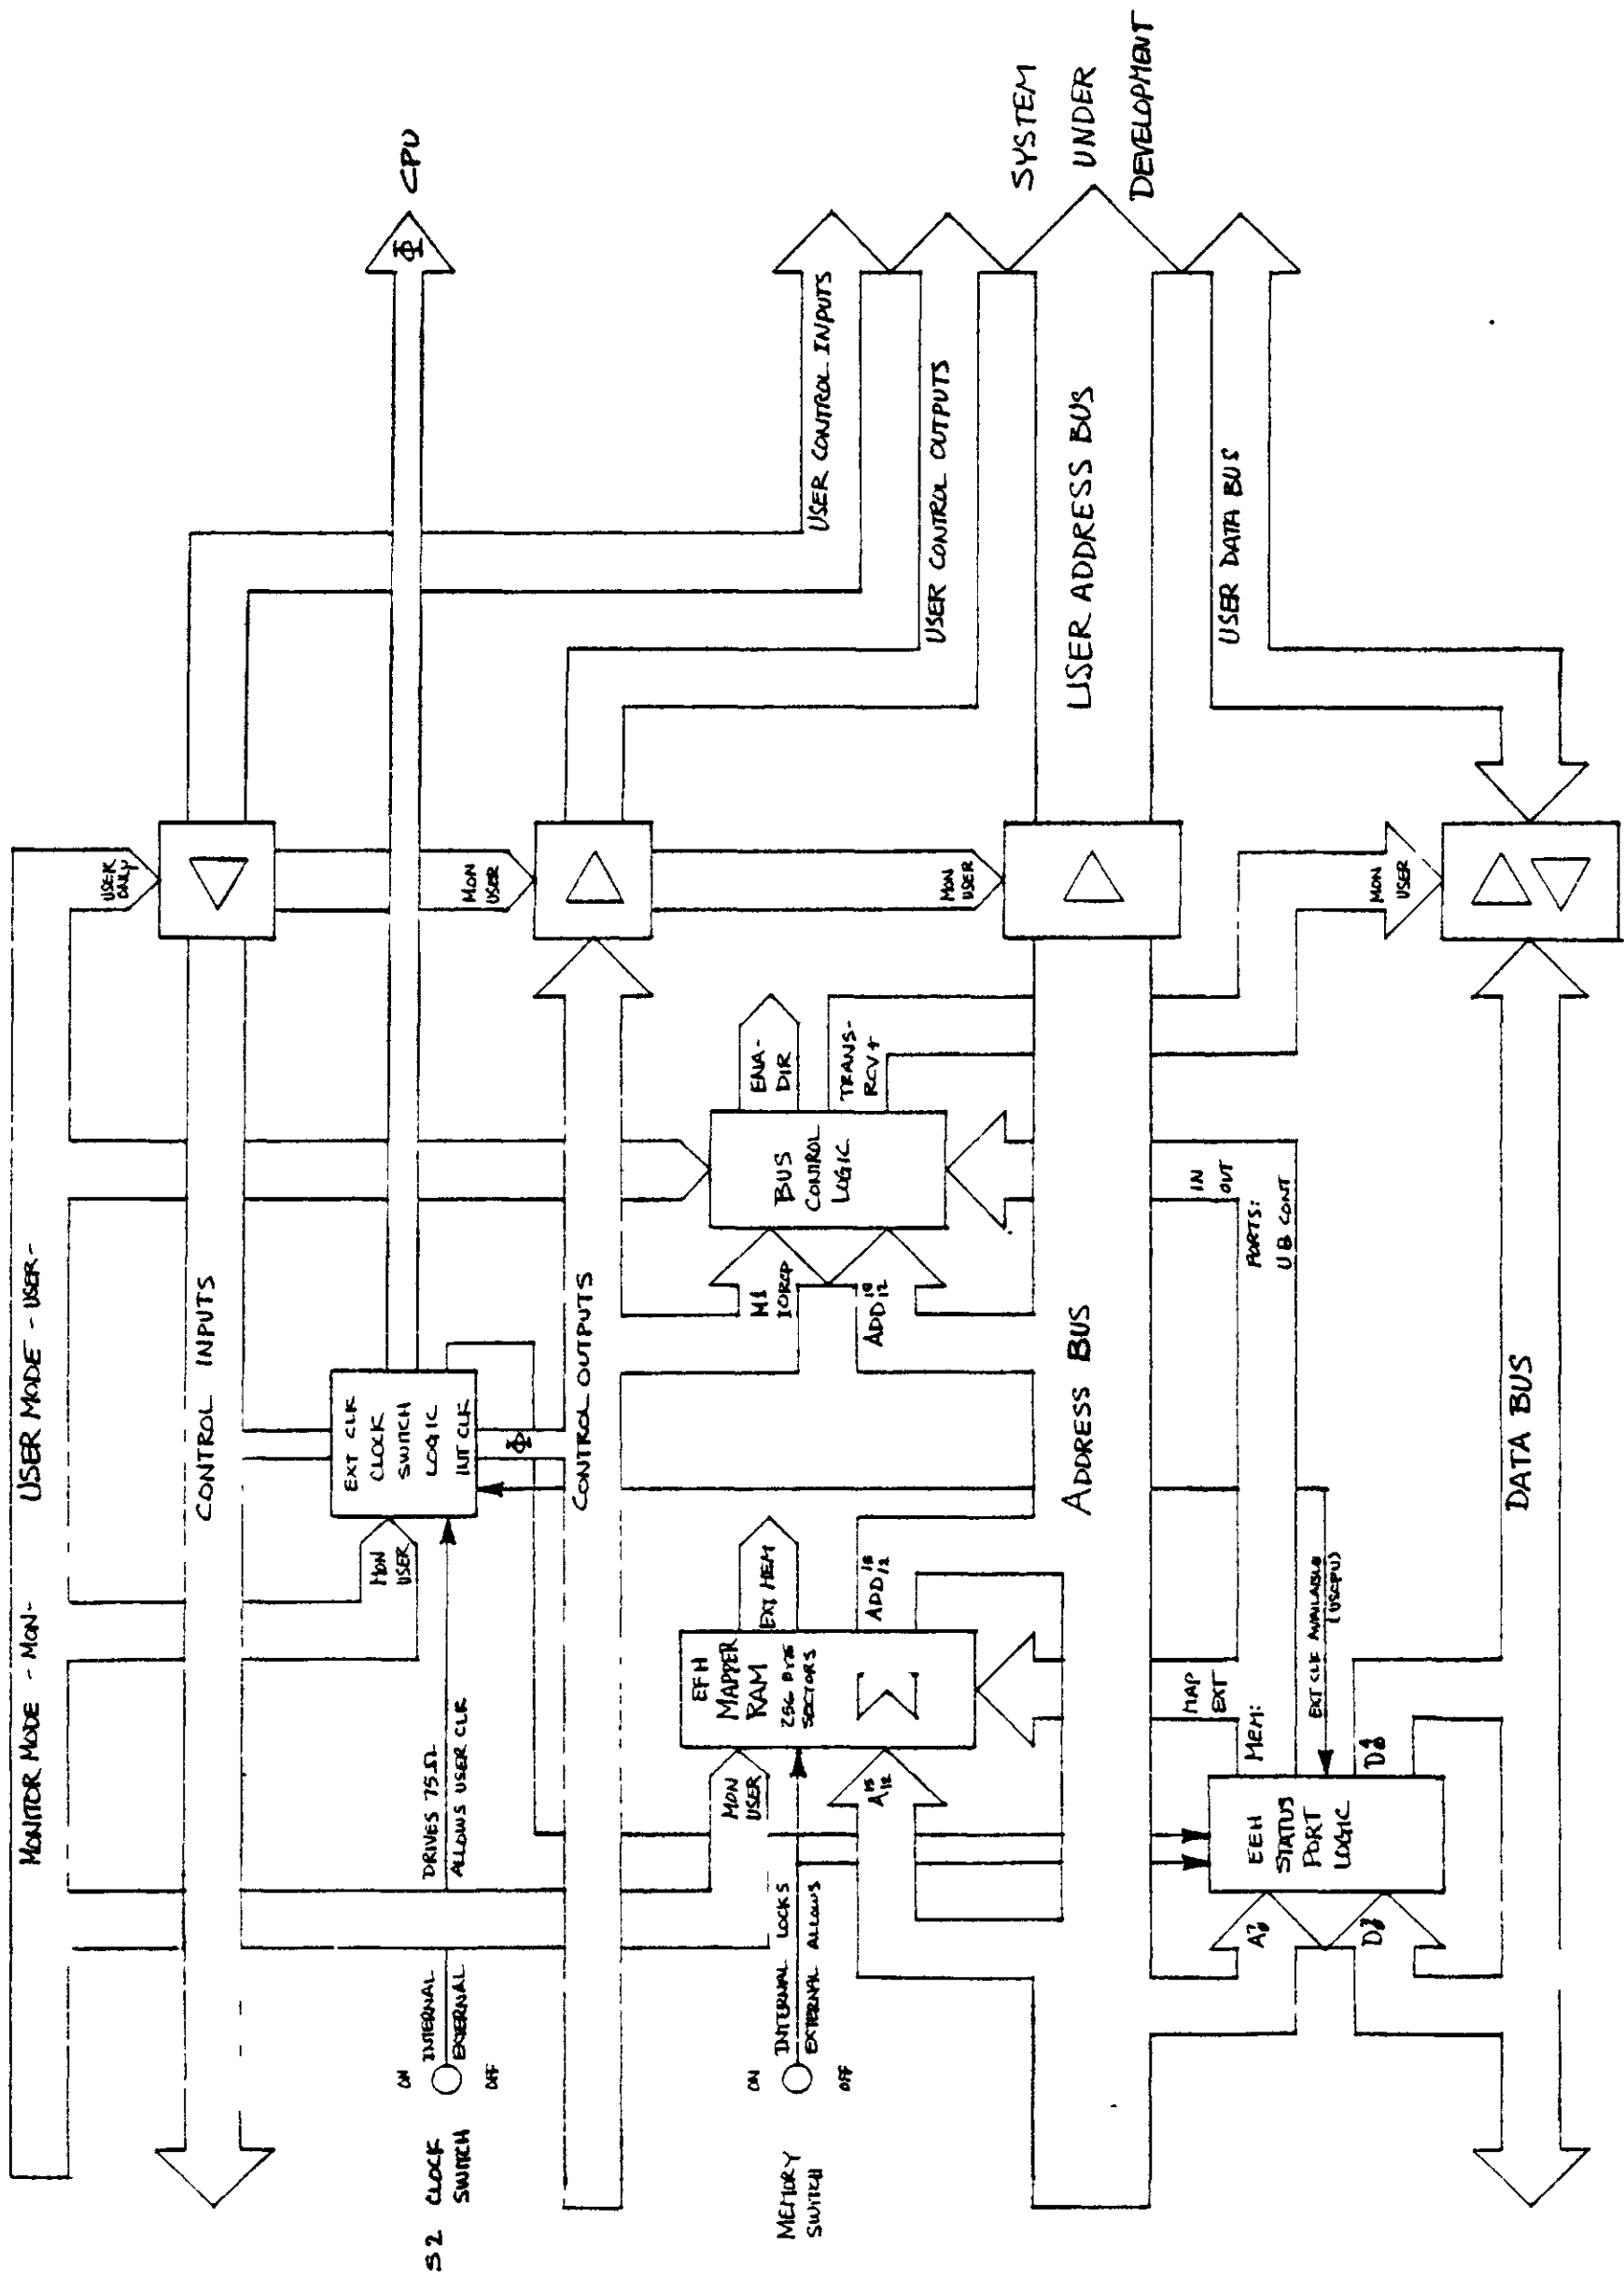 MONITOR MODE - MON-
USER MODE - USER-
USER
ONLY
CONTROL INPUTS
USER CONTROL INPUTS
S2 CLOCK
SWITCH
ON
OFF
INTERNAL
EXTERNAL
DRIVES 75Ω
ALLOWS USER CLK
MON
USER
EXT CLK
CLOCK
SWITCH
LOGIC
INT CLK
Φ
Φ
CPU
MON
USER
CONTROL OUTPUTS
USER CONTROL OUTPUTS
MEMORY
SWITCH
ON
OFF
INTERNAL LOCKS
EXTERNAL ALLOWS
MON
USER
EFH
MAPPER
RAM
256 BYTE
SECTORS
EXT MEM
ADD
M1
IORQ
ADD
BUS
CONTROL
LOGIC
ENA-
DIR
TRANS-
RCV
MON
USER
ADDRESS BUS
USER ADDRESS BUS
SYSTEM
UNDER
DEVELOPMENT
MAP
EXT
MEM:
IN
OUT
PORTS:
U B CONT
EEH
STATUS
PORT
LOGIC
EXT CLK AVAILABLE
(USCPU)
MON
USER
USER DATA BUS
DATA BUS